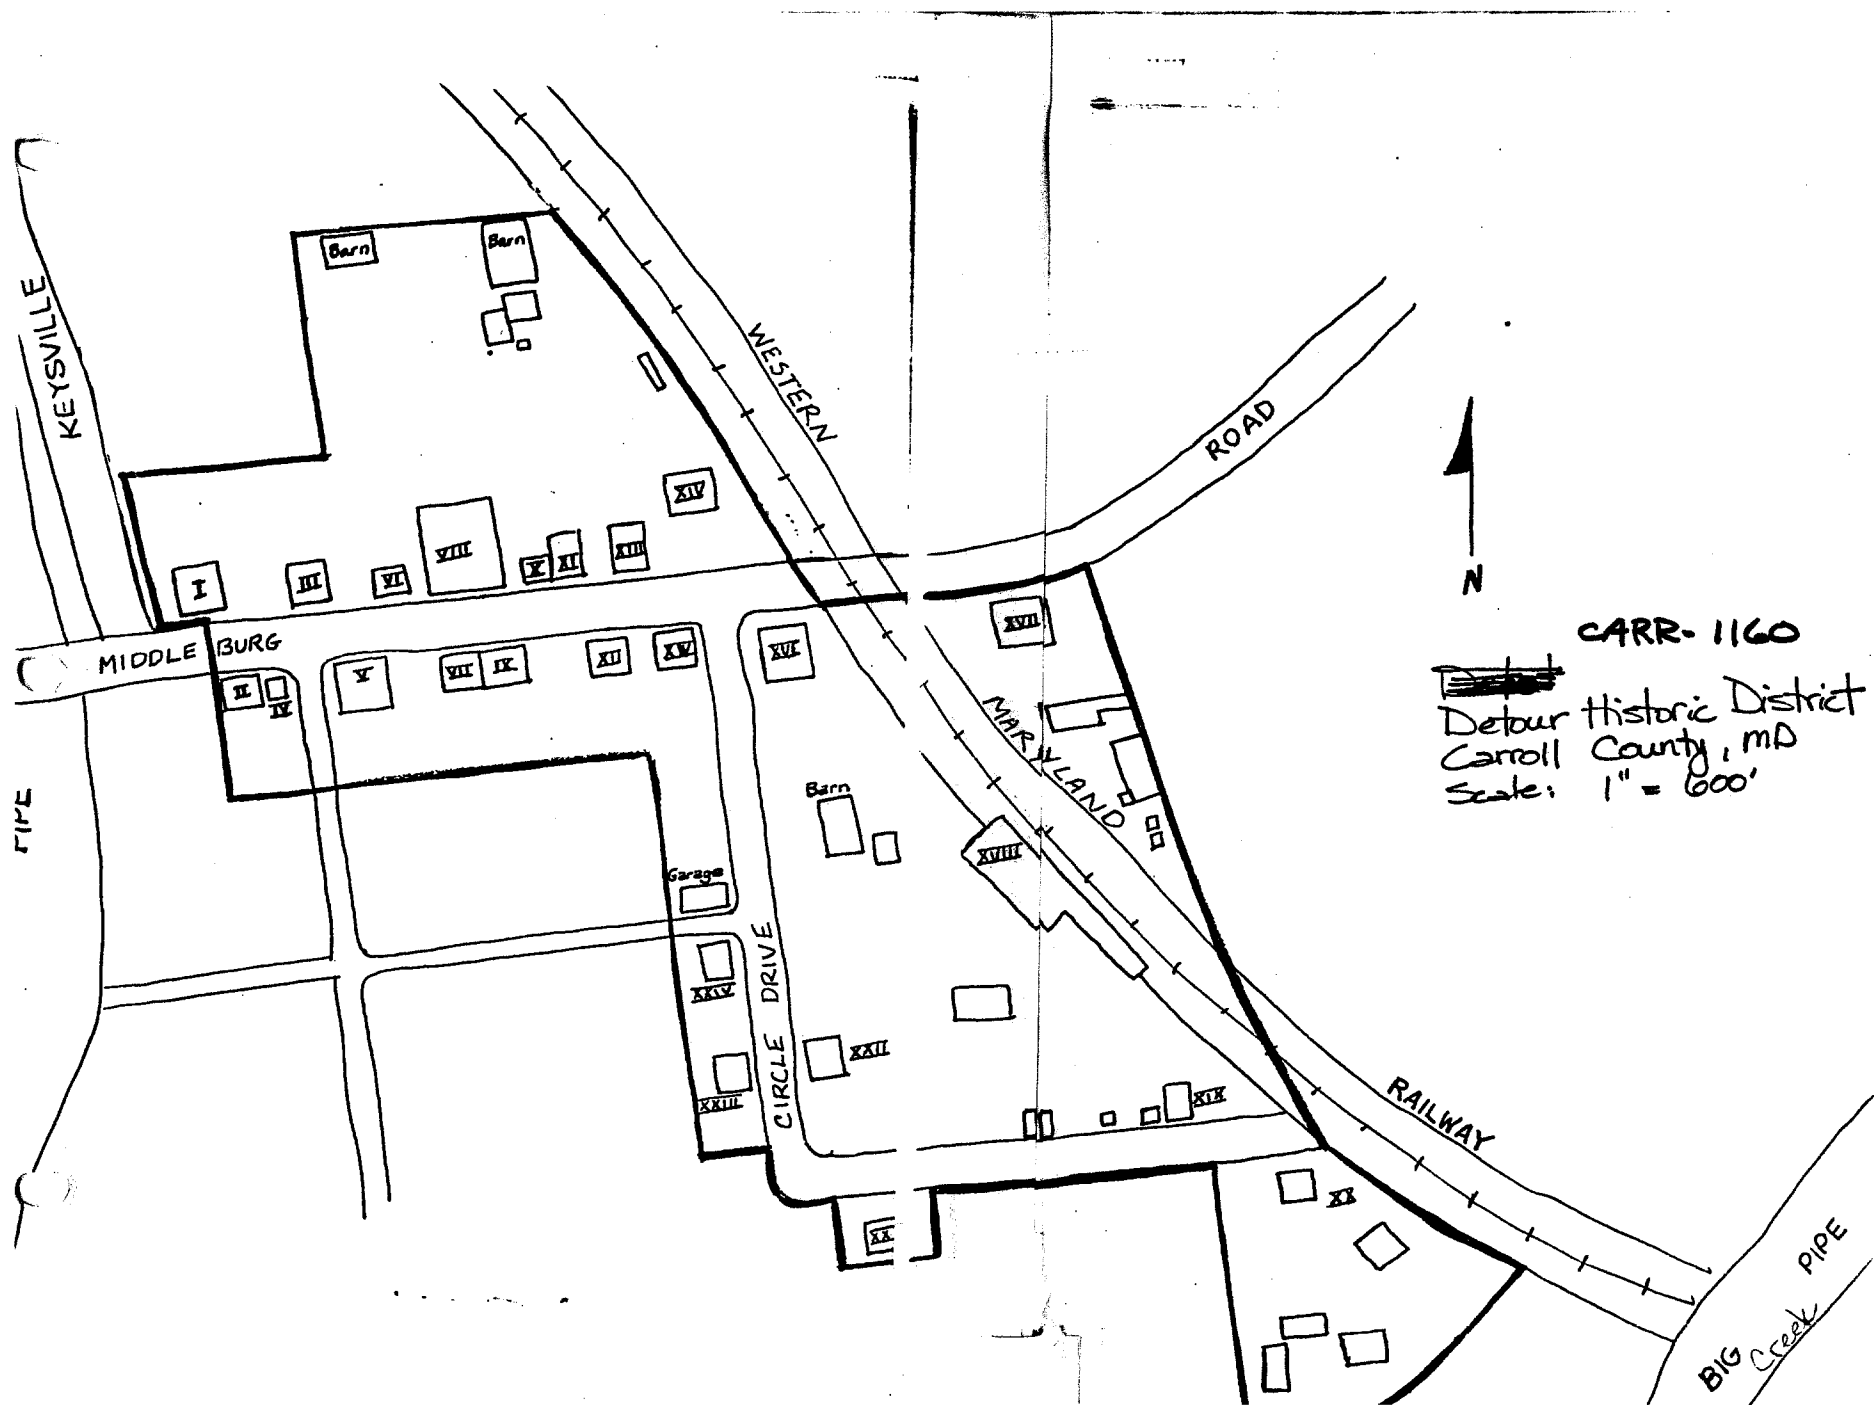 Barn
Barn
KEYSVILLE
WESTERN
ROAD
XIV
VIII
XIII
XI
X
I
III
VI
N
CARR-1160
Detour Historic District
Carroll County, MD
Scale: 1" = 600'
MIDDLE BURG
XVII
XVI
XV
XII
V
VII
IX
II
IV
MARYLAND
Barn
PIPE
XVIII
Garage
CIRCLE DRIVE
XXIV
XXII
XXIII
XIX
RAILWAY
XX
XX
BIG PIPE
Creek